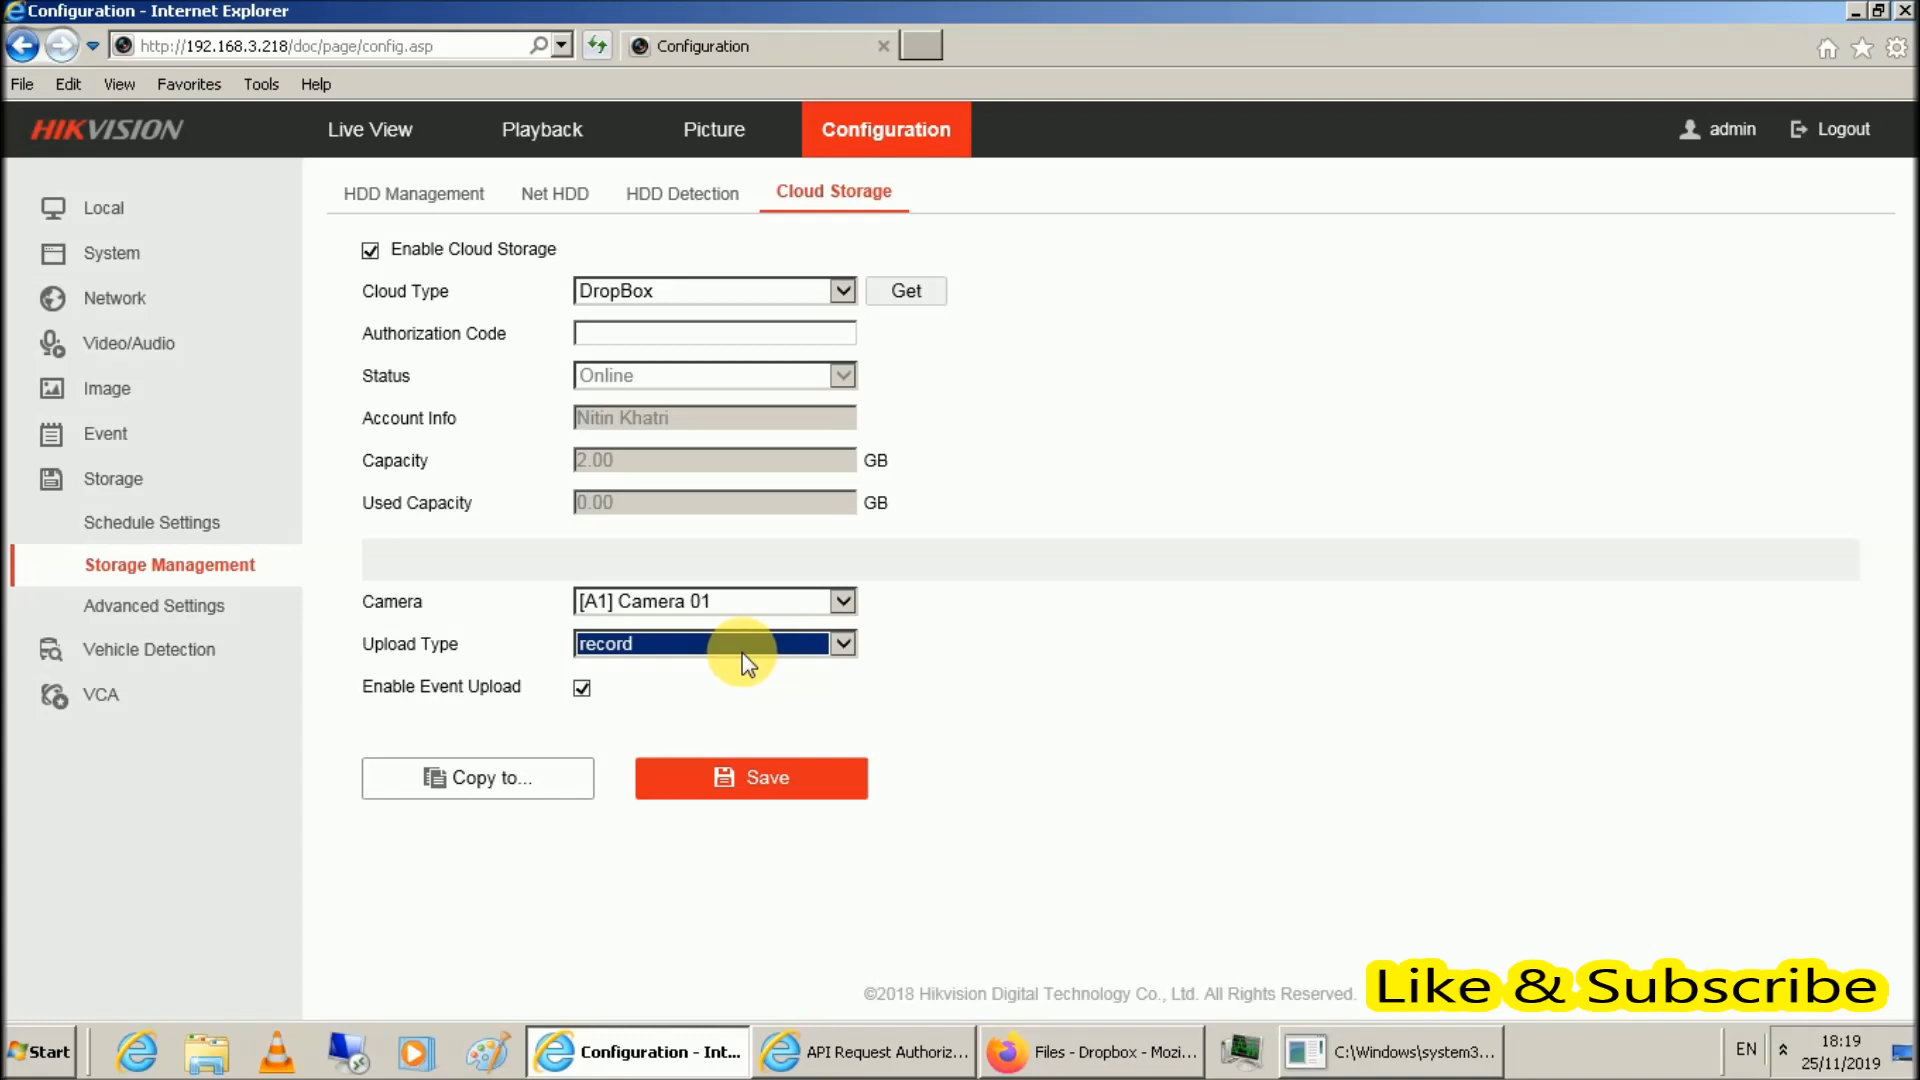 Configuration - Internet Explorer
http://192.168.3.218/doc/page/config.asp
Configuration
File Edit View Favorites Tools Help
HIKVISION Live View Playback Picture Configuration admin Logout
HDD Management Net HDD HDD Detection Cloud Storage
Local
System
Network
Video/Audio
Image
Event
Storage
Schedule Settings
Storage Management
Advanced Settings
Vehicle Detection
VCA
Enable Cloud Storage
Cloud Type DropBox Get
Authorization Code
Status Online
Account Info Nitin Khatri
Capacity 2.00 GB
Used Capacity 0.00 GB
Camera [A1] Camera 01
Upload Type record
Enable Event Upload
Copy to... Save
©2018 Hikvision Digital Technology Co., Ltd. All Rights Reserved.
Like & Subscribe
Start Configuration - Int... API Request Authoriz... Files - Dropbox - Mozi... C:\Windows\system3... EN 18:19
25/11/2019